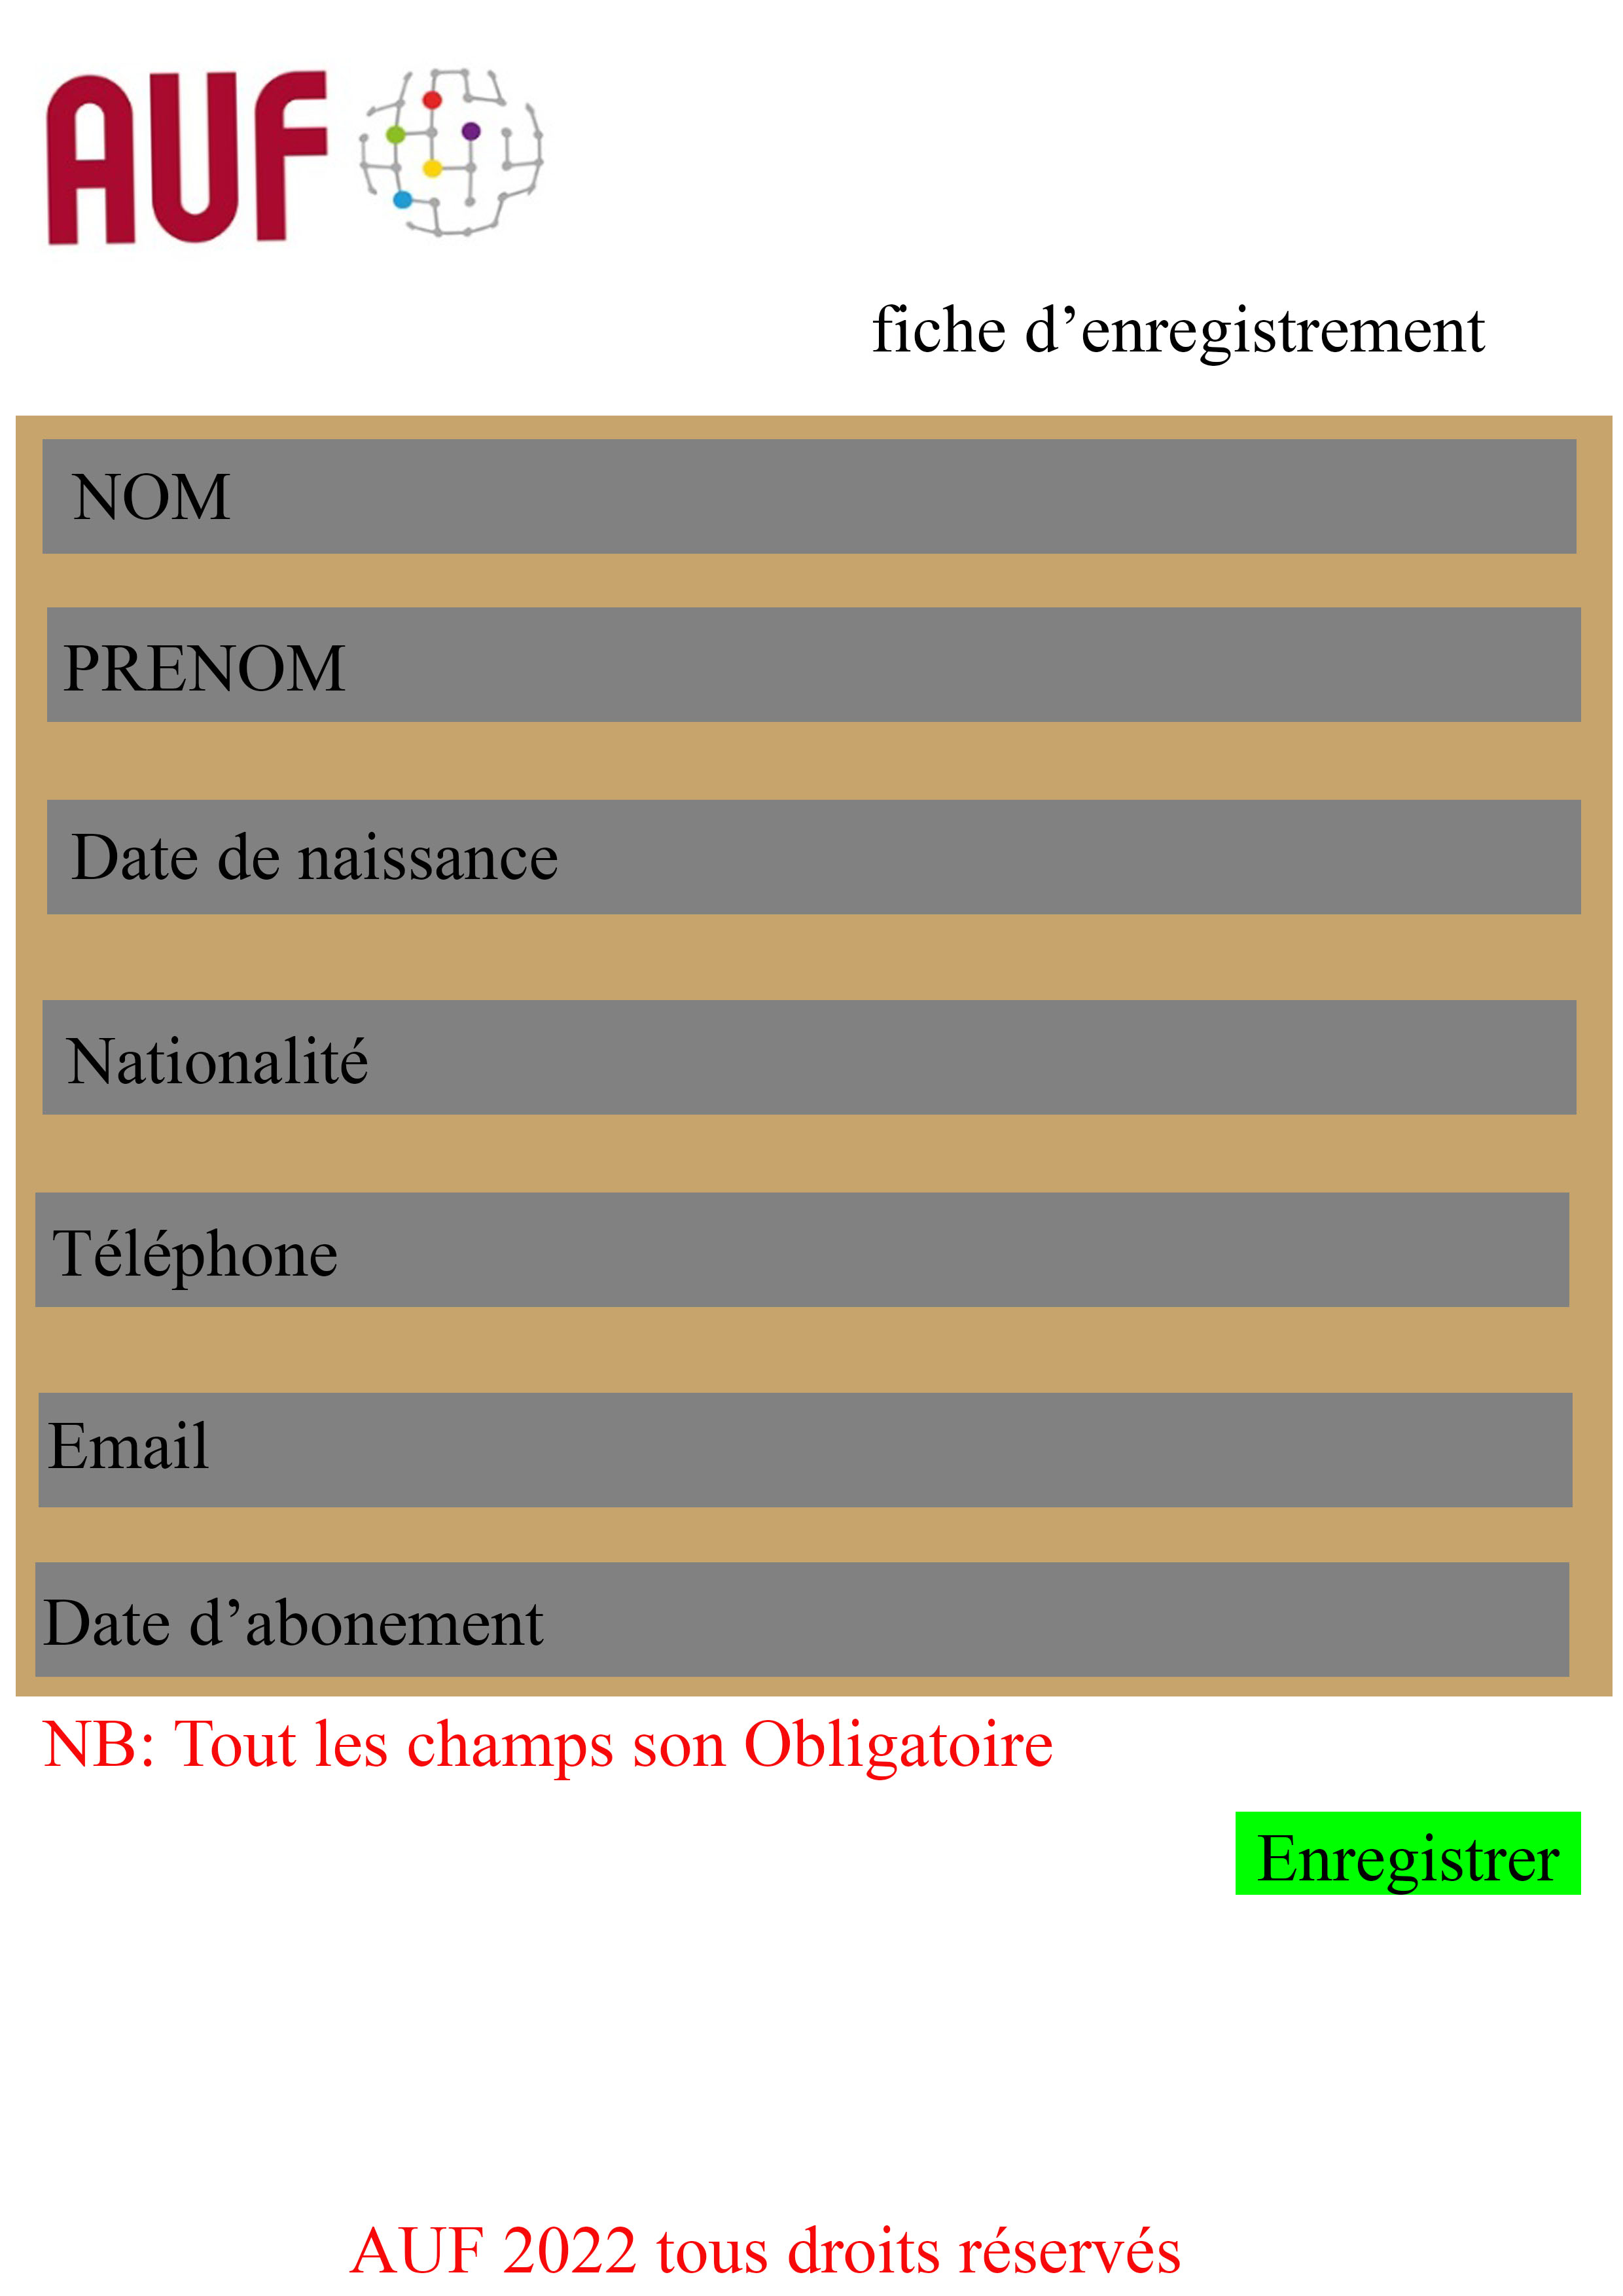 AUF
fiche d’enregistrement
NOM
PRENOM
Date de naissance
Nationalité
Téléphone
Email
Date d’abonement
NB: Tout les champs son Obligatoire
Enregistrer
AUF 2022 tous droits réservés